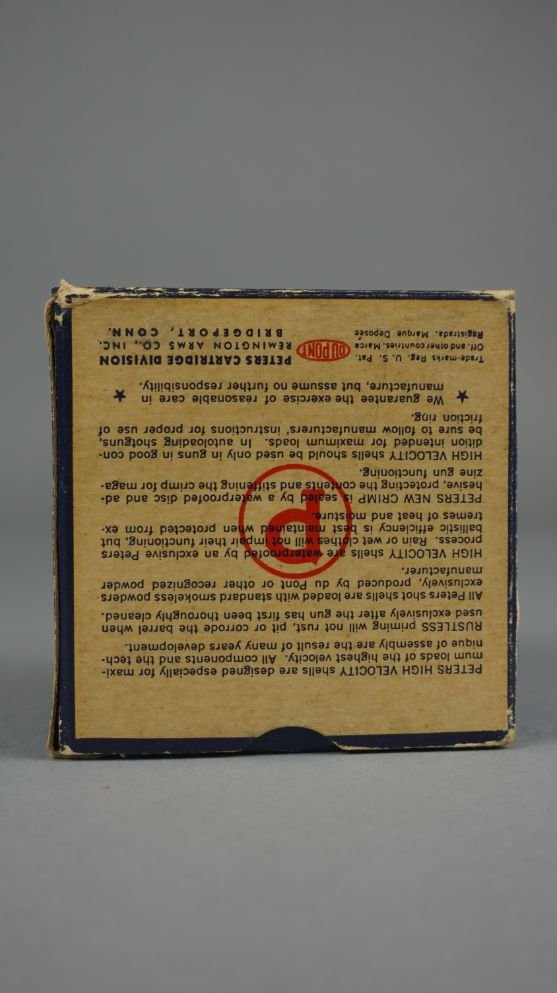 PETERS HIGH VELOCITY shells are designed especially for maxi-
mum loads of the highest velocity. All components and the tech-
nique of assembly are the result of many years development.
RUSTLESS priming will not rust, pit or corrode the barrel when
used exclusively after the gun has first been thoroughly cleaned.
All Peters shot shells are loaded with standard smokeless powders
exclusively, produced by du Pont or other recognized powder
manufacturer.
HIGH VELOCITY shells are waterproofed by an exclusive Peters
process. Rain or wet clothes will not impair their functioning, but
ballistic efficiency is best maintained when protected from ex-
tremes of heat and moisture.
PETERS NEW CRIMP is sealed by a waterproofed disc and ad-
hesive, protecting the contents and stiffening the crimp for maga-
zine gun functioning.
HIGH VELOCITY shells should be used only in guns in good con-
dition intended for maximum loads. In autoloading shotguns,
be sure to follow manufacturers' instructions for proper use of
friction ring.
P
★ We guarantee the exercise of reasonable care in ★
manufacture, but assume no further responsibility.
Trade-marks Reg. U. S. Pat.
Off. and other countries. Marca
Registrada. Marque Deposée
DU PONT
PETERS CARTRIDGE DIVISION
REMINGTON ARMS CO., INC.
BRIDGEPORT, CONN.